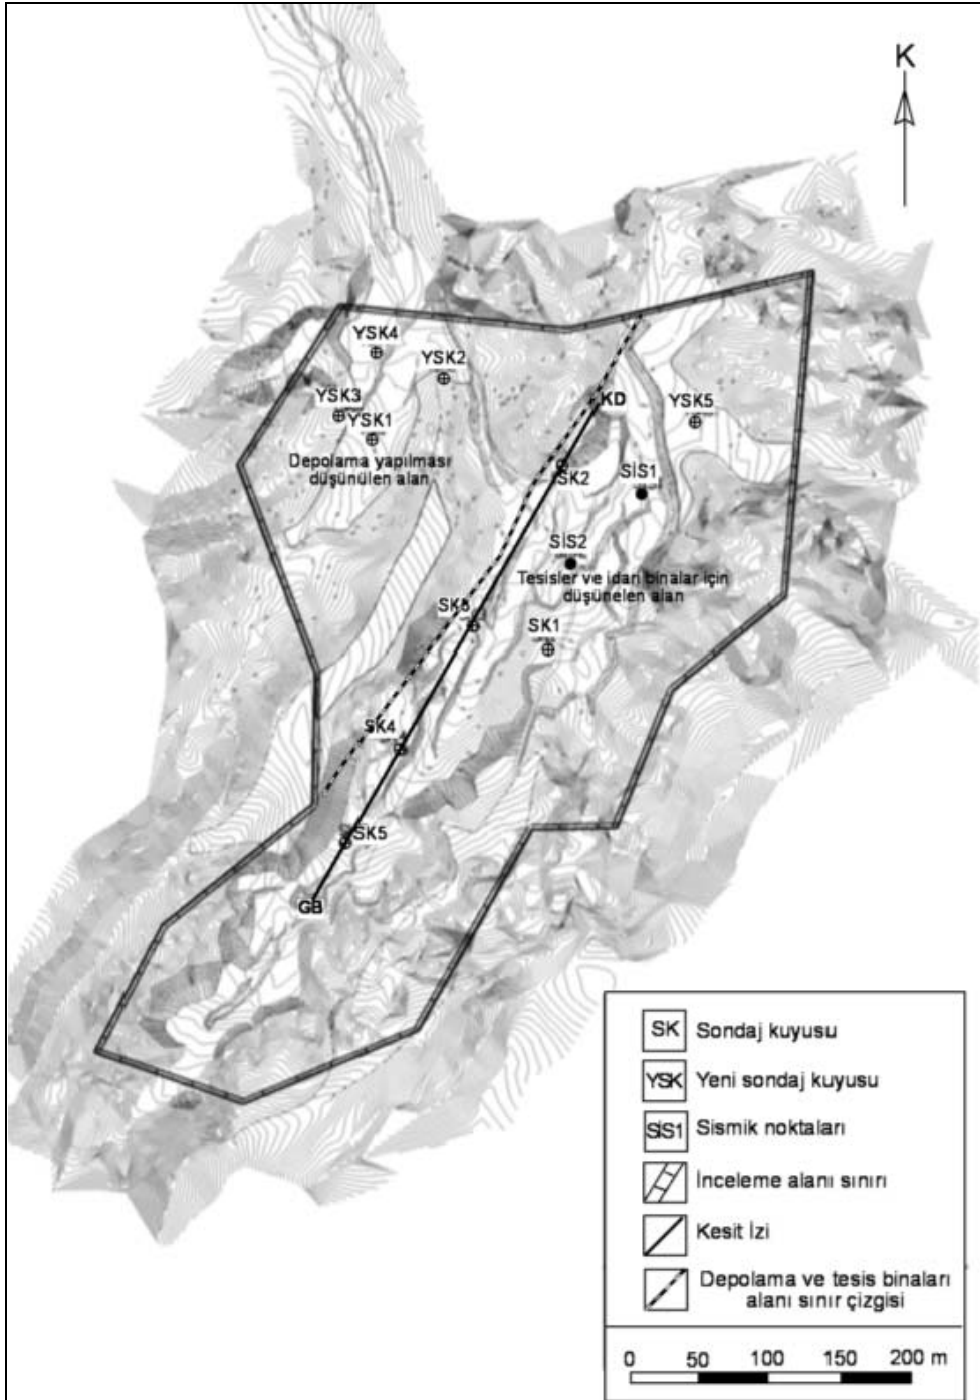 K
YSK4
YSK2
YSK3
YSK1
KD
YSK5
Depolama yapılması
düşünülen alan
SK2
SİS1
SİS2
Tesisler ve idari binalar için
düşünelen alan
SK1
SK4
SK5
GB
SK Sondaj kuyusu
YSK Yeni sondaj kuyusu
SİS1 Sismik noktaları
İnceleme alanı sınırı
Kesit İzi
Depolama ve tesis binaları
alanı sınır çizgisi
0 50 100 150 200 m